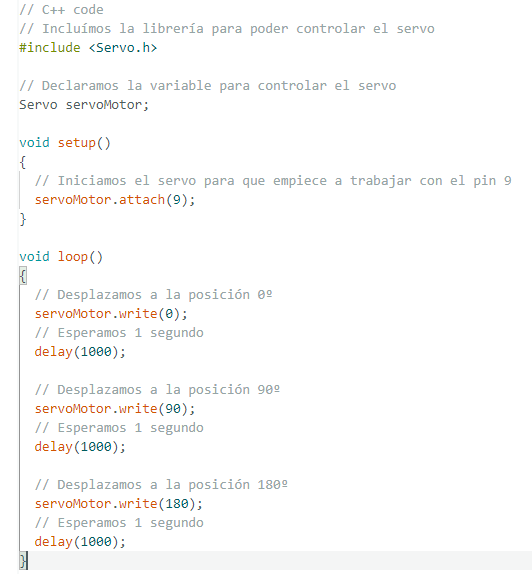 // C++ code
// Incluímos la librería para poder controlar el servo
#include <Servo.h>

// Declaramos la variable para controlar el servo
Servo servoMotor;

void setup()
{
  // Iniciamos el servo para que empiece a trabajar con el pin 9
  servoMotor.attach(9);
}

void loop()
{
  // Desplazamos a la posición 0º
  servoMotor.write(0);
  // Esperamos 1 segundo
  delay(1000);

  // Desplazamos a la posición 90º
  servoMotor.write(90);
  // Esperamos 1 segundo
  delay(1000);

  // Desplazamos a la posición 180º
  servoMotor.write(180);
  // Esperamos 1 segundo
  delay(1000);
}